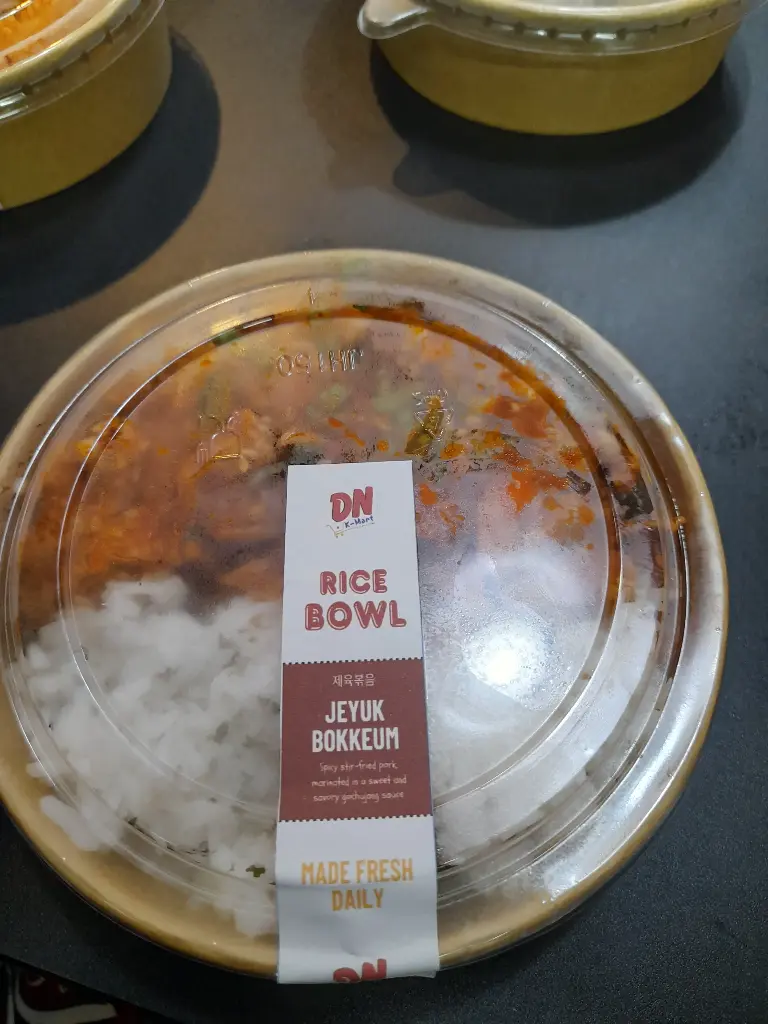 DN
K-Mart
RICE
BOWL
제육볶음
JEYUK
BOKKEUM
Spicy stir-fried pork,
marinated in a sweet and
savory gochujang sauce
MADE FRESH
DAILY
DN